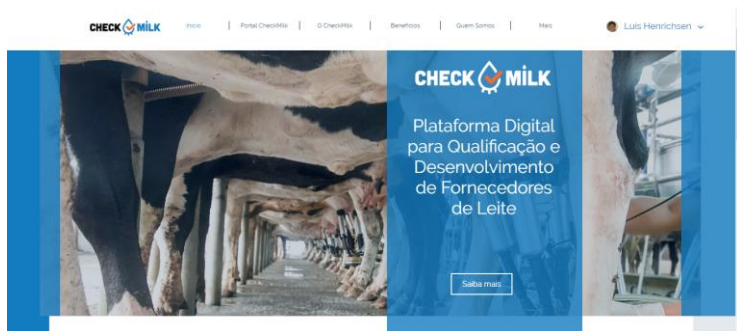 CHECK MiLK
Início | Portal CheckMilk | O CheckMilk | Benefícios | Quem Somos | Mais
Luis Henrichsen
CHECK MiLK
Plataforma Digital
para Qualificação e
Desenvolvimento
de Fornecedores
de Leite
Saiba mais